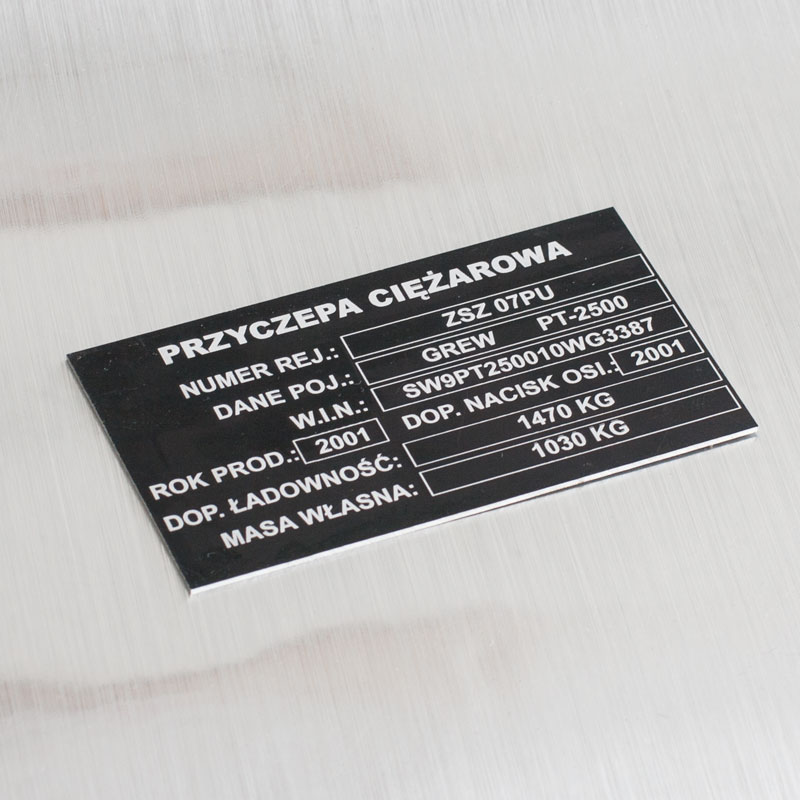 PRZYCZEPA CIĘŻAROWA
NUMER REJ.: ZSZ 07PU
DANE POJ.: GREW PT-2500
W.I.N.: SW9PT250010WG3387
ROK PROD.: 2001 DOP. NACISK OSI.: 2001
DOP. ŁADOWNOŚĆ: 1470 KG
MASA WŁASNA: 1030 KG